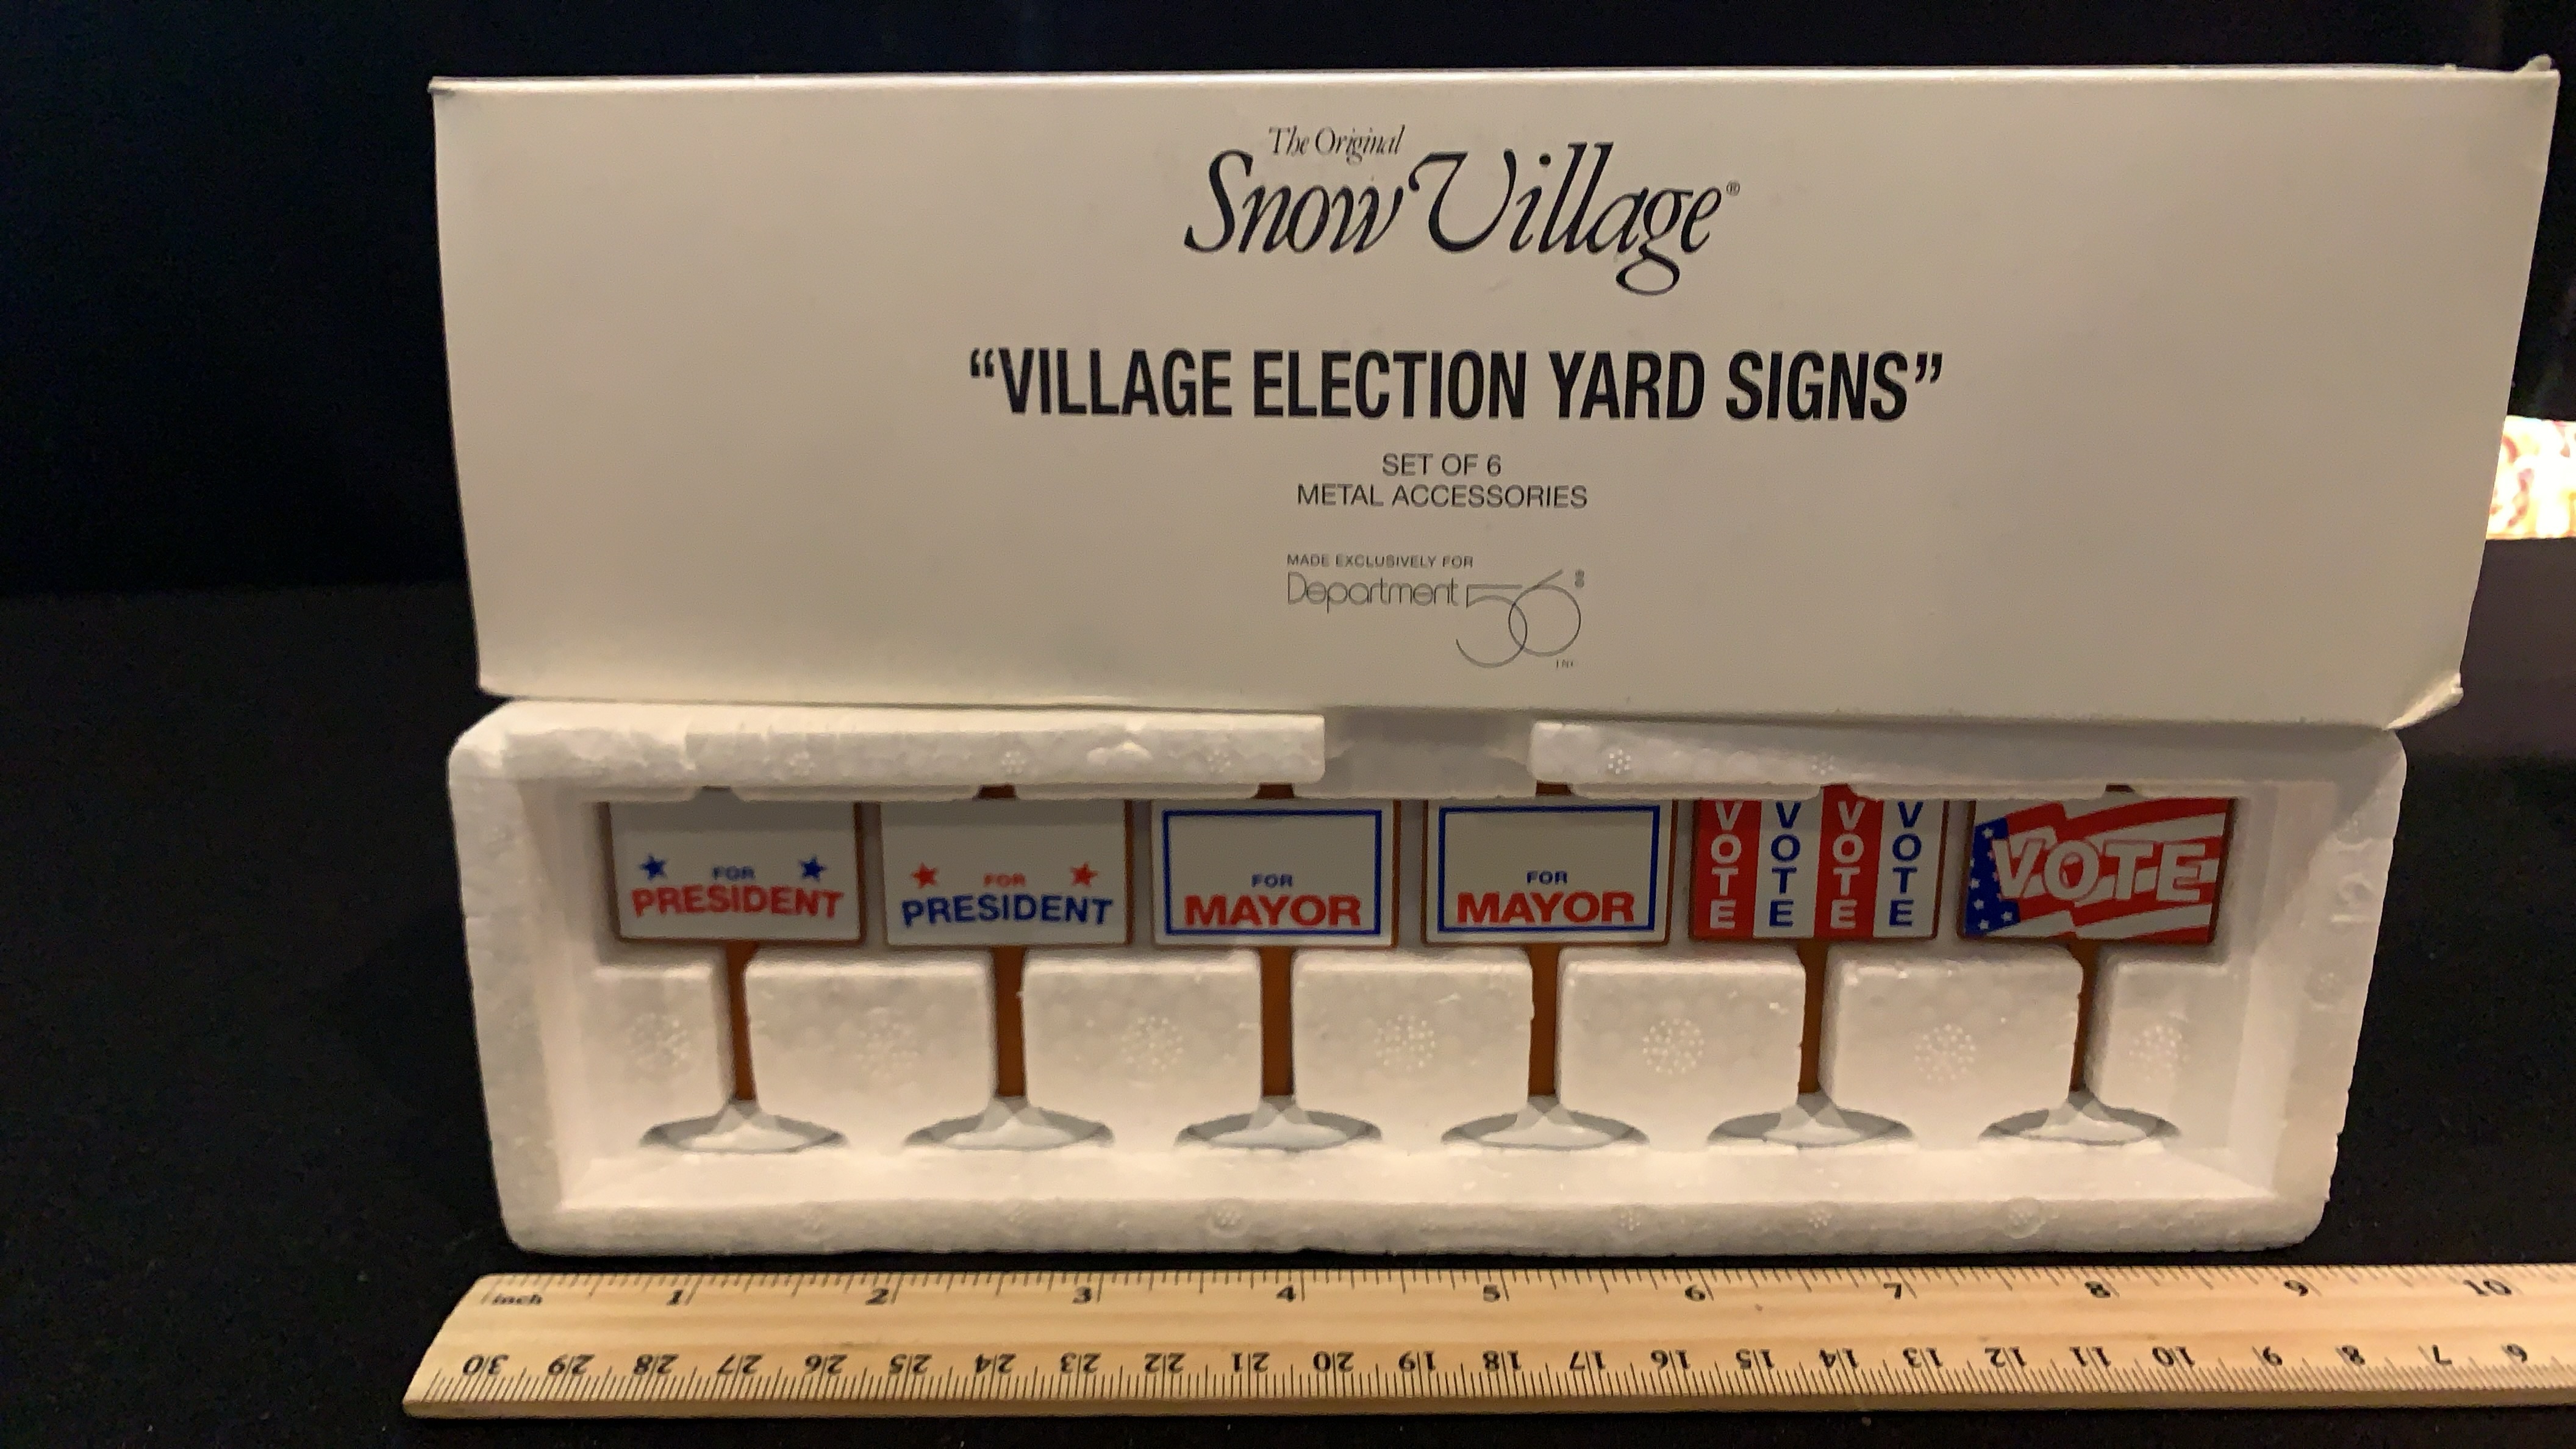 The Original
Snow Village®
“VILLAGE ELECTION YARD SIGNS”
SET OF 6
METAL ACCESSORIES
MADE EXCLUSIVELY FOR
Department 56®
INC
FOR
PRESIDENT
FOR
PRESIDENT
FOR
MAYOR
FOR
MAYOR
VOTE VOTE VOTE VOTE
VOTE
inch 1 2 3 4 5 6 7 8 9 10
30 29 28 27 26 25 24 23 22 21 20 19 18 17 16 15 14 13 12 11 10 9 8 7 6